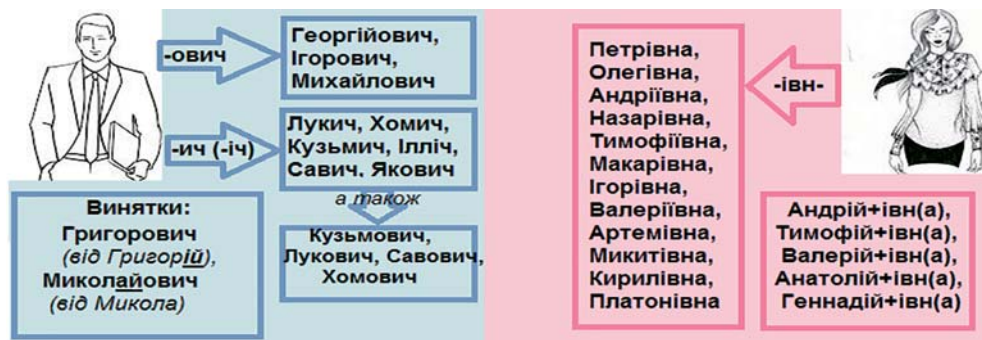 -ович
Георгійович,
Ігорович,
Михайлович
-ич (-іч)
Лукич, Хомич,
Кузьмич, Ілліч,
Савич, Якович
а також
Кузьмович,
Лукович, Савович,
Хомович
Винятки:
Григорович
(від Григорій),
Миколайович
(від Микола)
Петрівна,
Олегівна,
Андріївна,
Назарівна,
Тимофіївна,
Макарівна,
Ігорівна,
Валеріївна,
Артемівна,
Микитівна,
Кирилівна,
Платонівна
-івн-
Андрій+івн(а),
Тимофій+івн(а),
Валерій+івн(а),
Анатолій+івн(а),
Геннадій+івн(а)